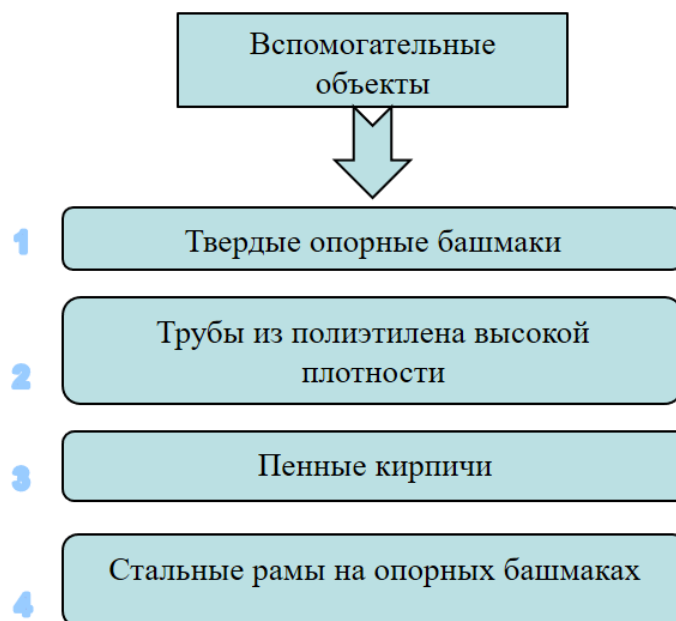 Вспомогательные
объекты
1
Твердые опорные башмаки
Трубы из полиэтилена высокой
2
плотности
3
Пенные кирпичи
Стальные рамы на опорных башмаках
4